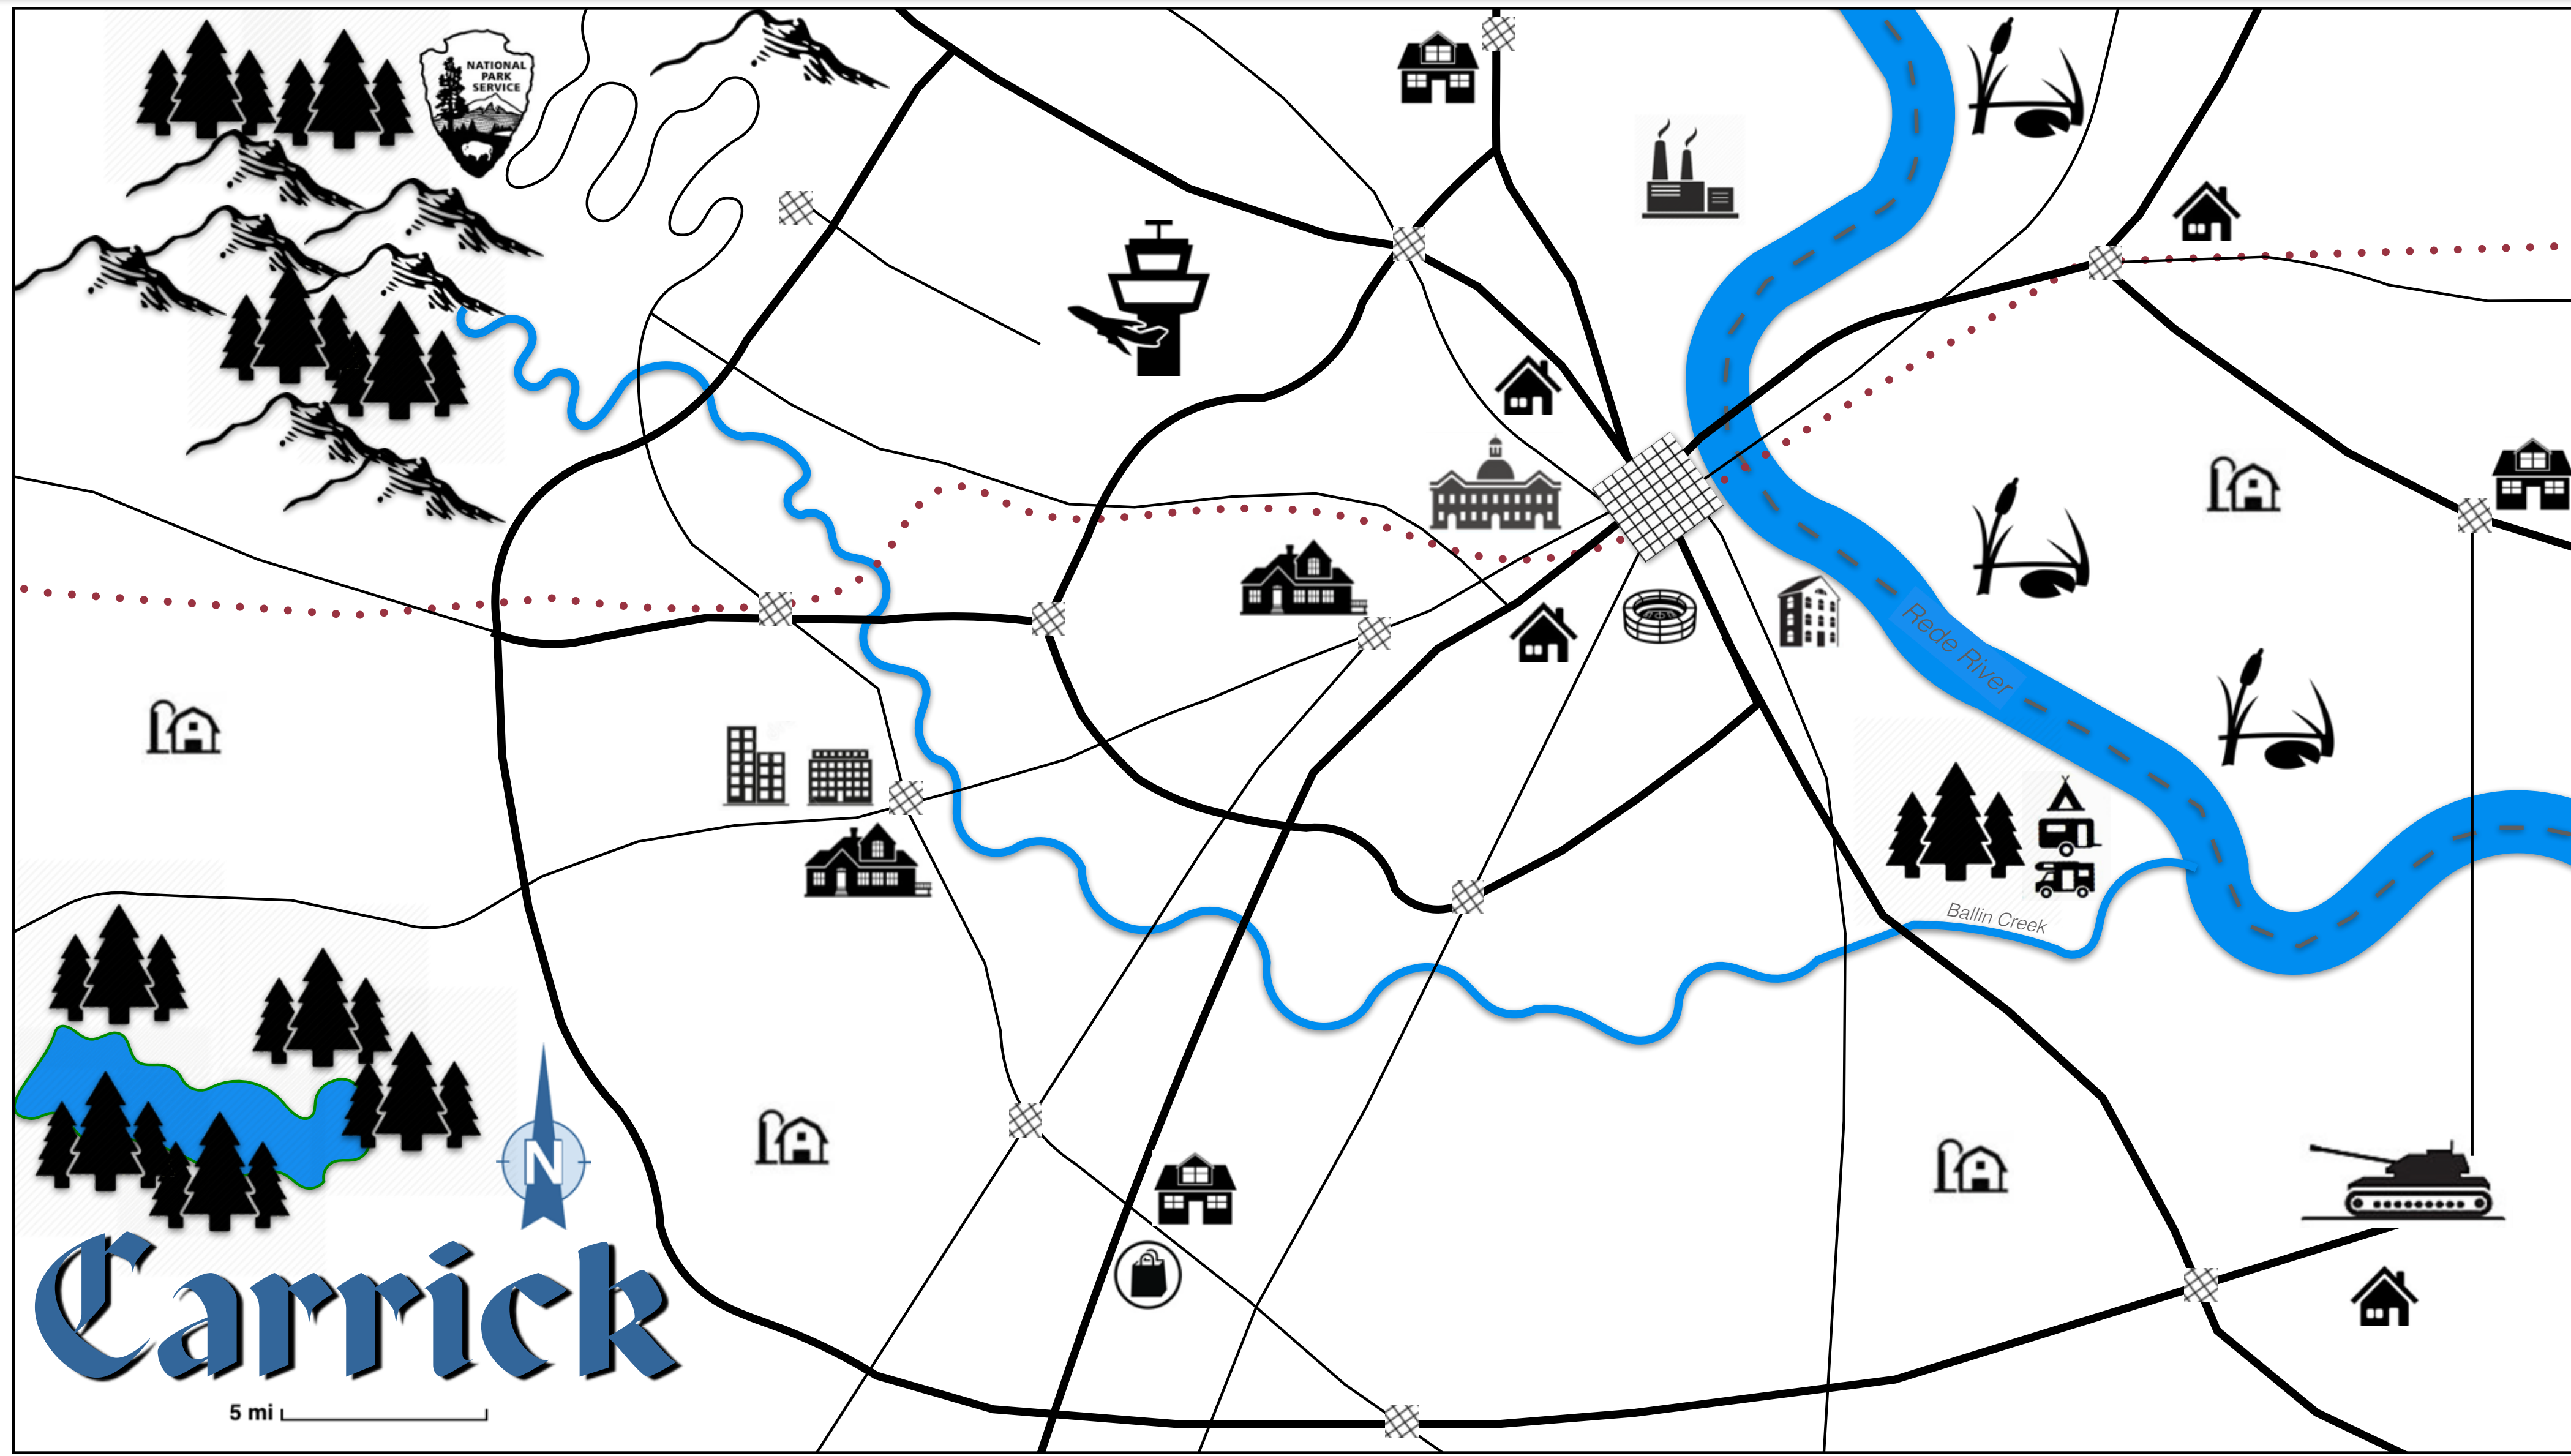 NATIONAL
PARK
SERVICE
Rede River
Ballin Creek
N
Carrick
5 mi